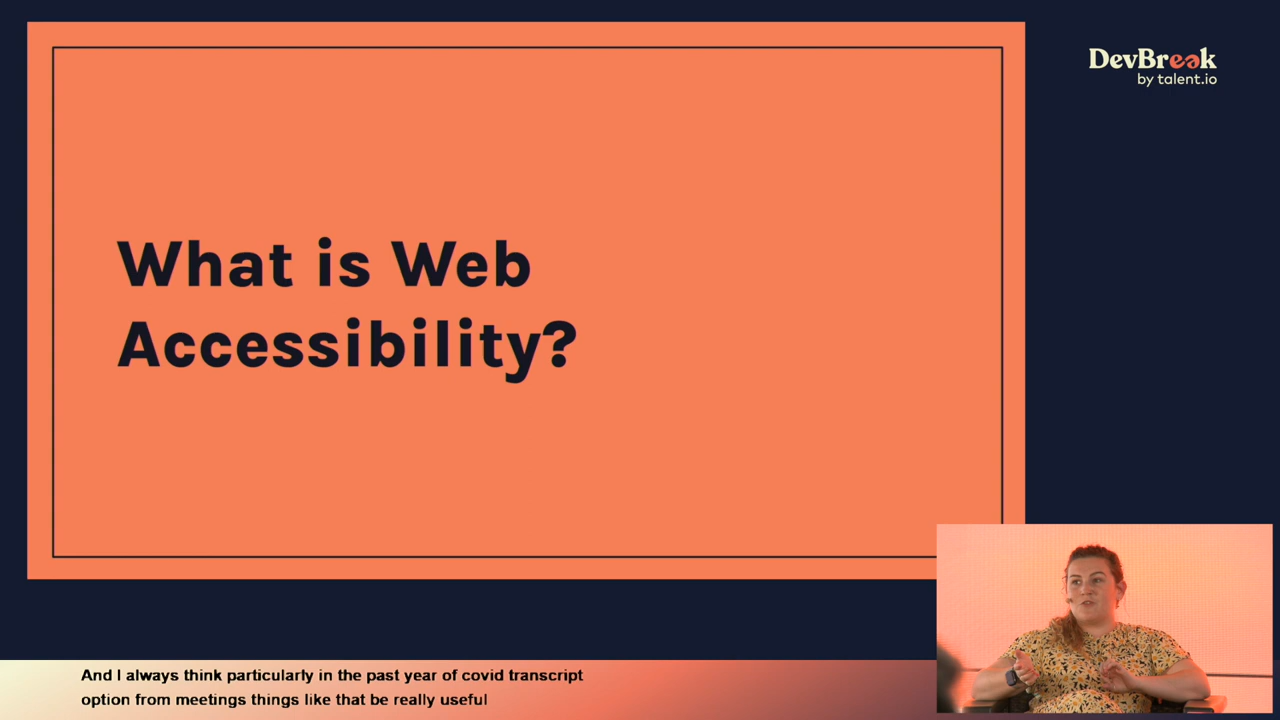 DevBreak
by talent.io
What is Web
Accessibility?
And I always think particularly in the past year of covid transcript
option from meetings things like that be really useful